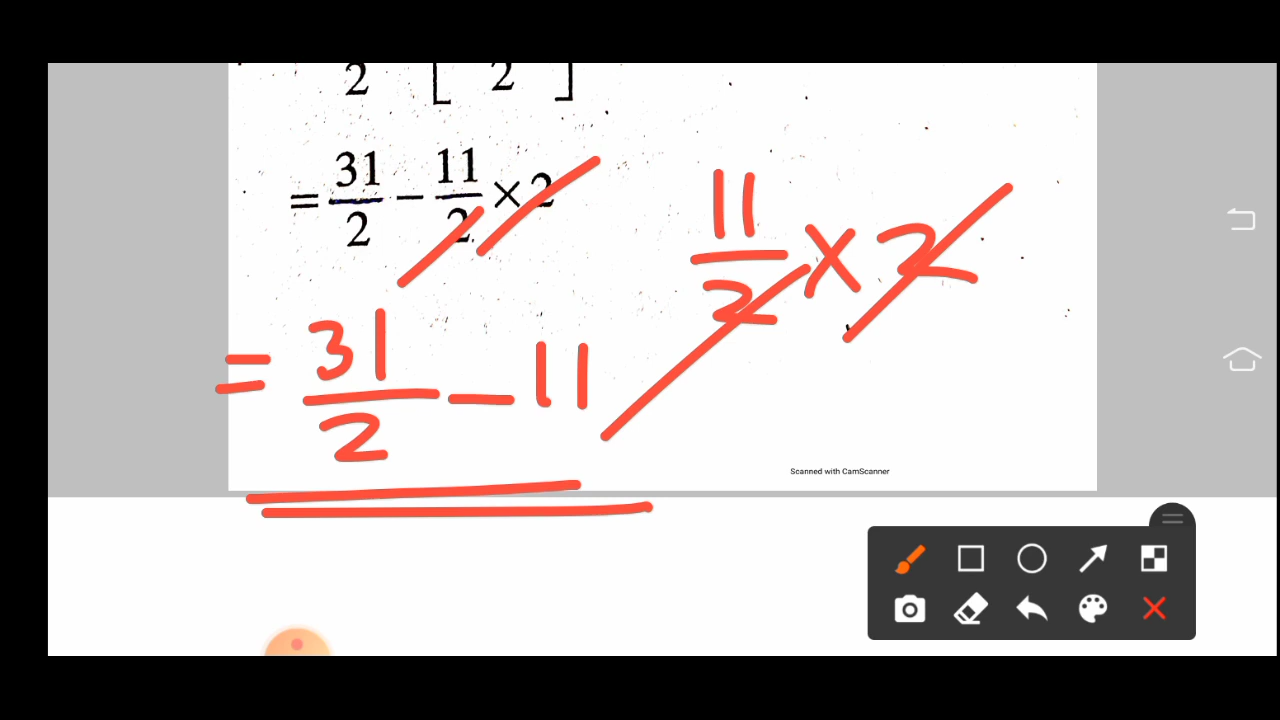 2 [ 2 ]
= 31/2 - 11/2 × 2
11/2 × 2
= 31/2 - 11
Scanned with CamScanner